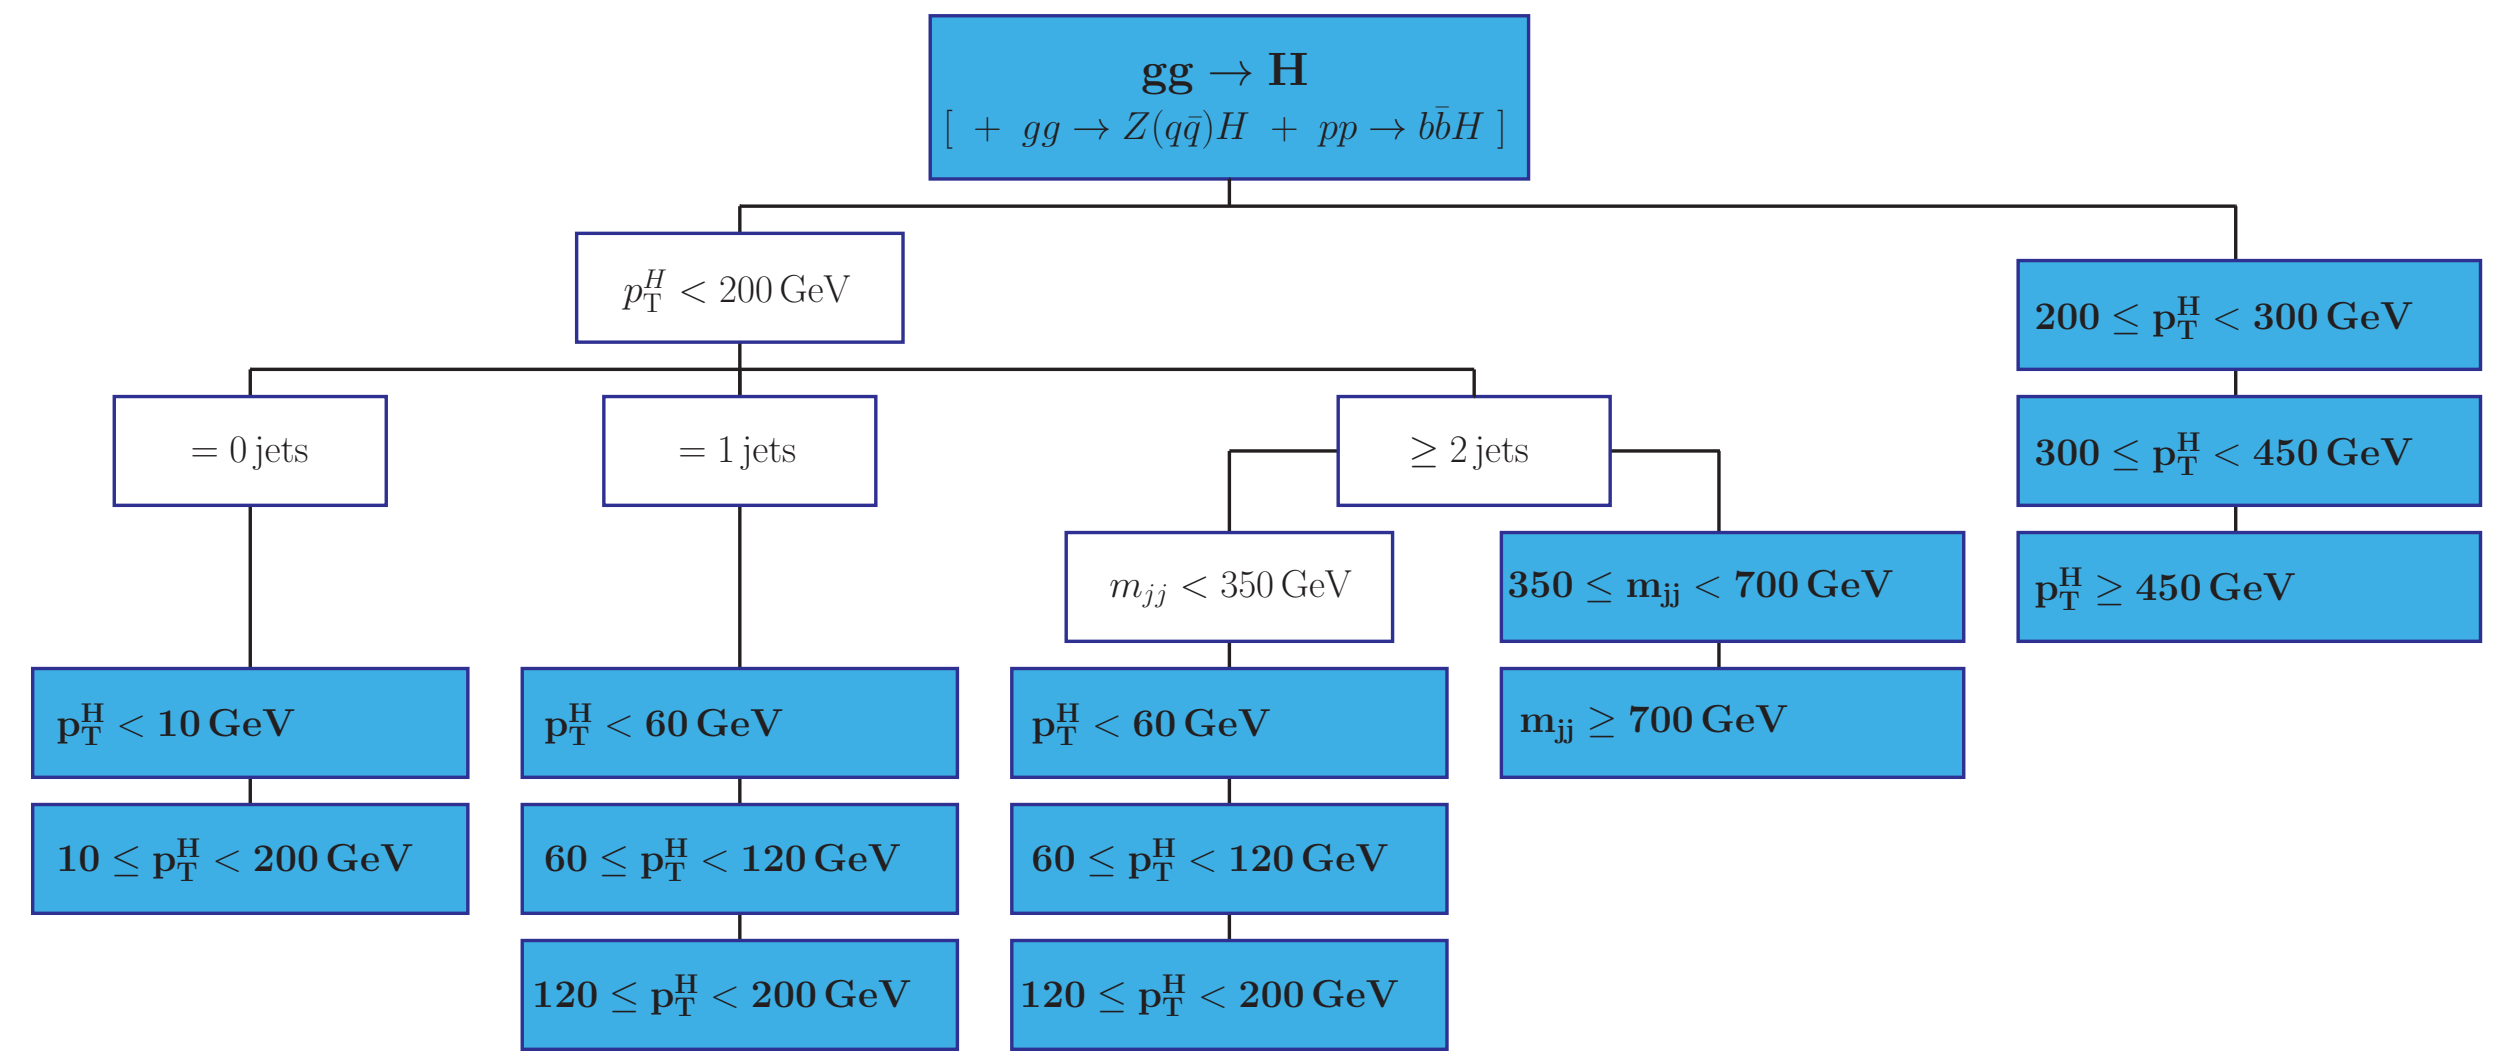 gg → H
[ + gg → Z(qq̄)H + pp → bb̄H ]
p_T^H < 200 GeV
200 ≤ p_T^H < 300 GeV
= 0 jets
= 1 jets
≥ 2 jets
300 ≤ p_T^H < 450 GeV
m_jj < 350 GeV
350 ≤ m_jj < 700 GeV
p_T^H ≥ 450 GeV
p_T^H < 10 GeV
p_T^H < 60 GeV
p_T^H < 60 GeV
m_jj ≥ 700 GeV
10 ≤ p_T^H < 200 GeV
60 ≤ p_T^H < 120 GeV
60 ≤ p_T^H < 120 GeV
120 ≤ p_T^H < 200 GeV
120 ≤ p_T^H < 200 GeV